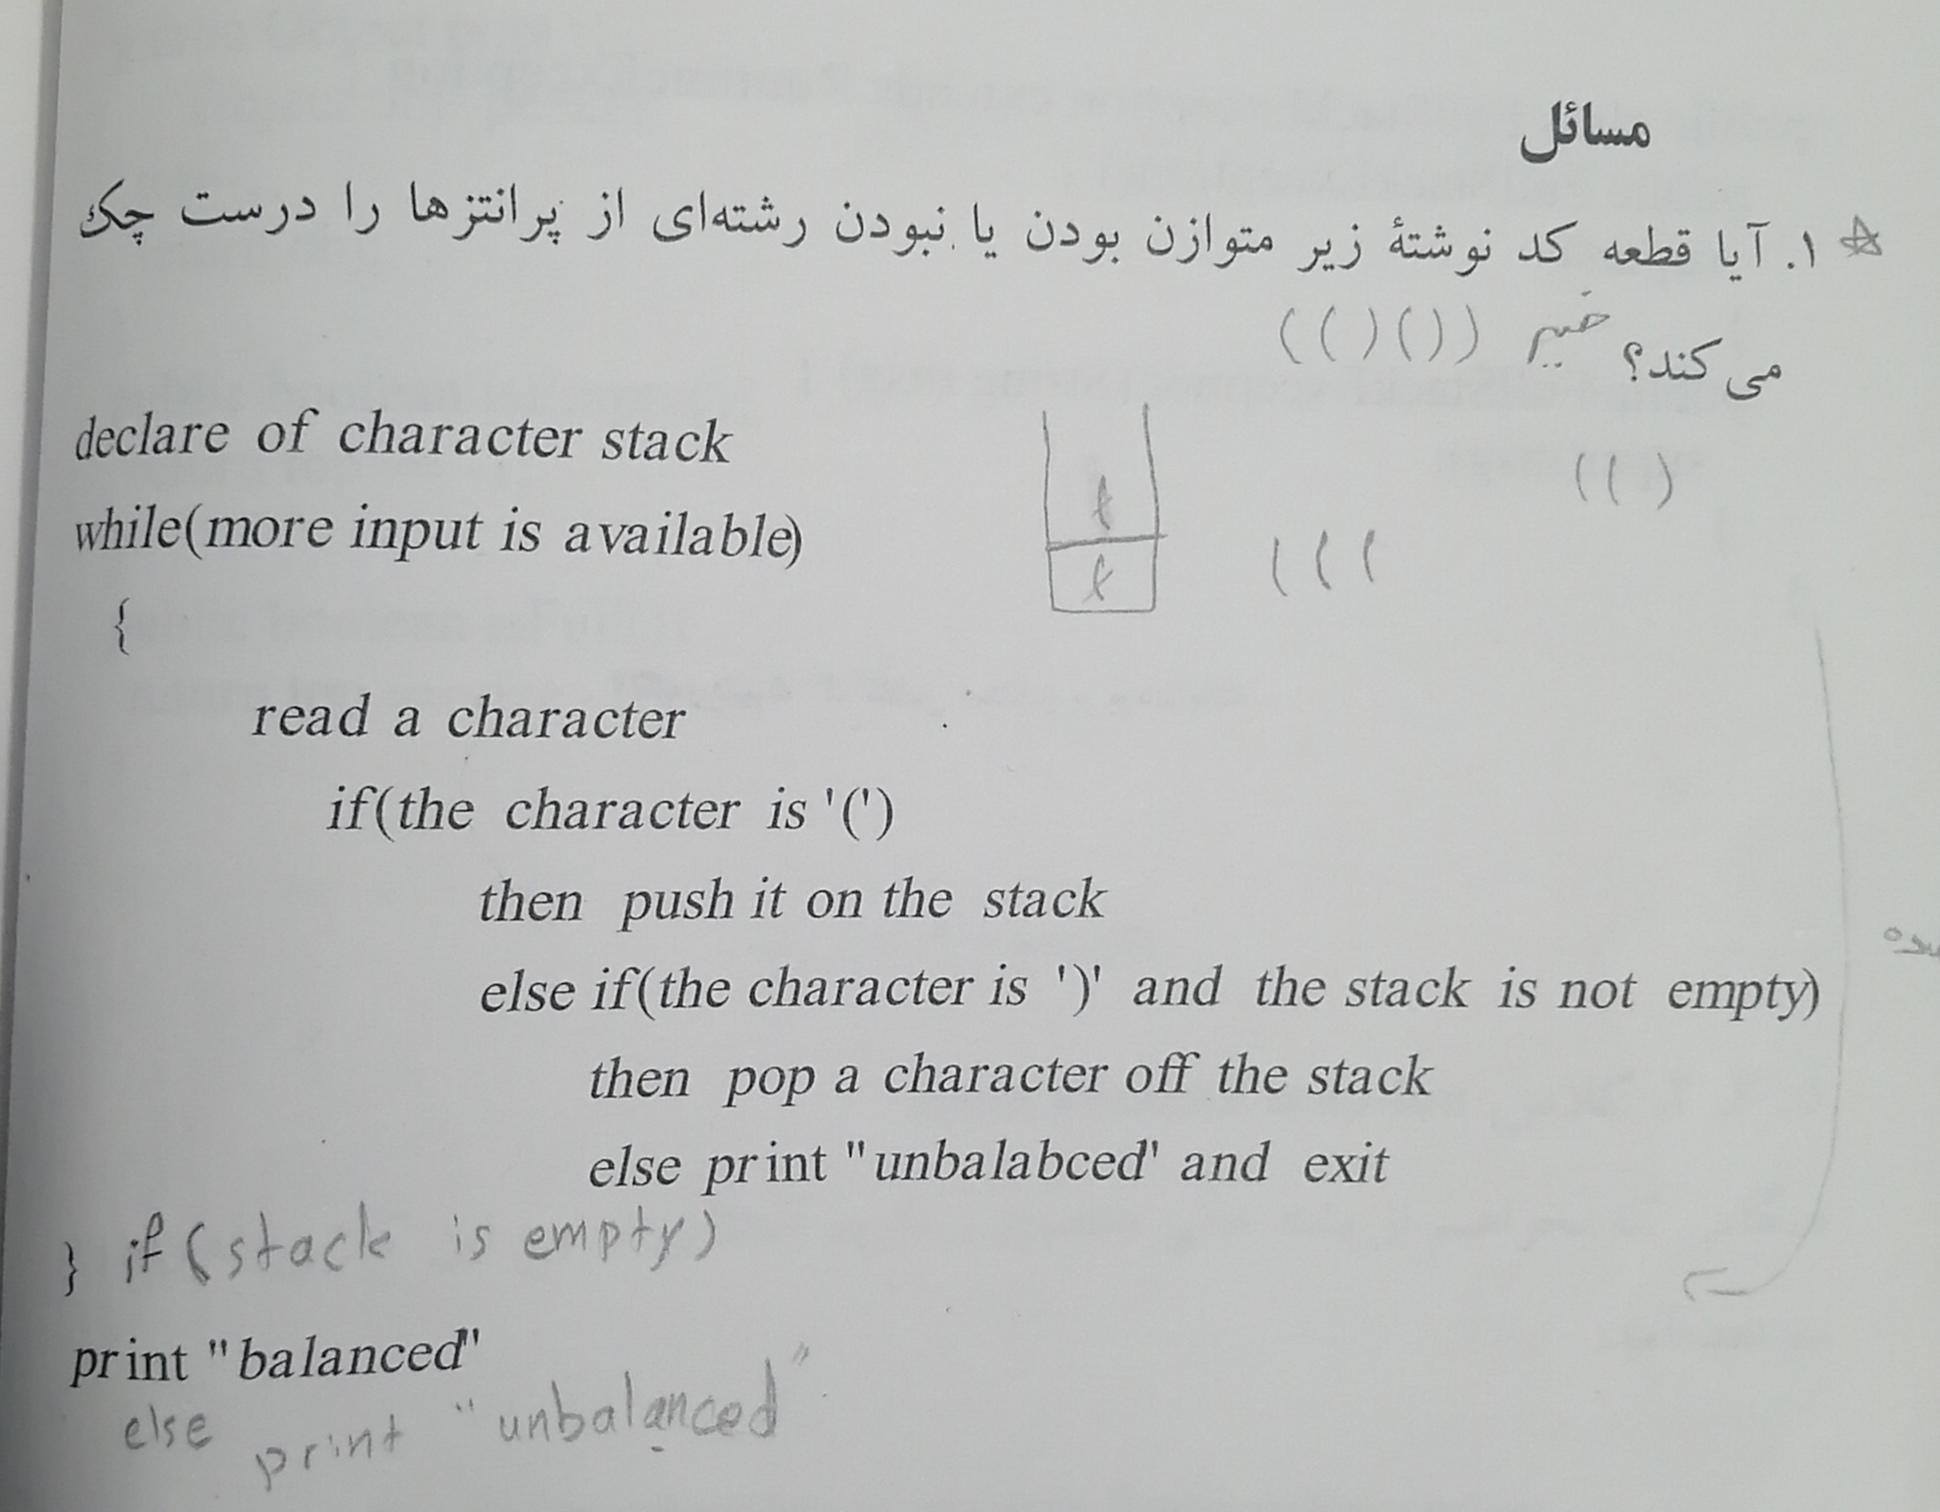 مسائل
۱. آیا قطعه کد نوشتهٔ زیر متوازن بودن یا نبودن رشته‌ای از پرانتزها را درست چک
می‌کند؟ خیر (()())
declare of character stack
(()
while(more input is available)
(((
{
read a character
if(the character is '(')
then push it on the stack
else if(the character is ')' and the stack is not empty)
then pop a character off the stack
else print "unbalabced' and exit
} if (stack is empty)
print "balanced"
else print "unbalanced"